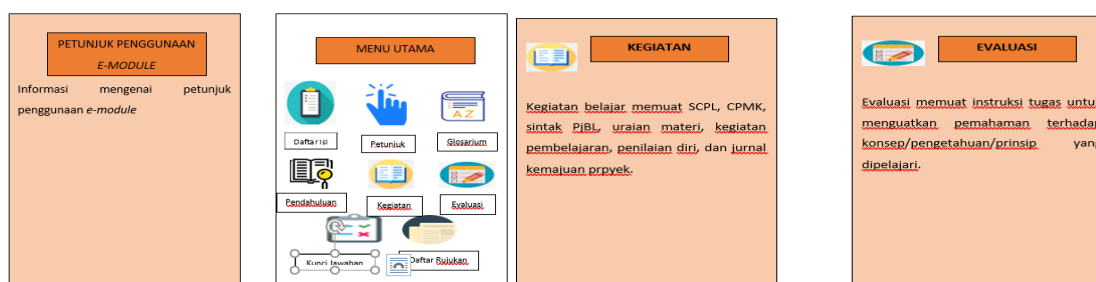 PETUNJUK PENGGUNAAN
E-MODULE
Informasi mengenai petunjuk
penggunaan e-module
MENU UTAMA
A Z
Daftar isi
Petunjuk
Glosarium
Pendahuluan
Kegiatan
Evaluasi
Kunci Jawaban
Daftar Rujukan
KEGIATAN
Kegiatan belajar memuat SCPL, CPMK,
sintak PjBL, uraian materi, kegiatan
pembelajaran, penilaian diri, dan jurnal
kemajuan prpyek.
EVALUASI
Evaluasi memuat instruksi tugas untu
menguatkan pemahaman terhadap
konsep/pengetahuan/prinsip yang
dipelajari.